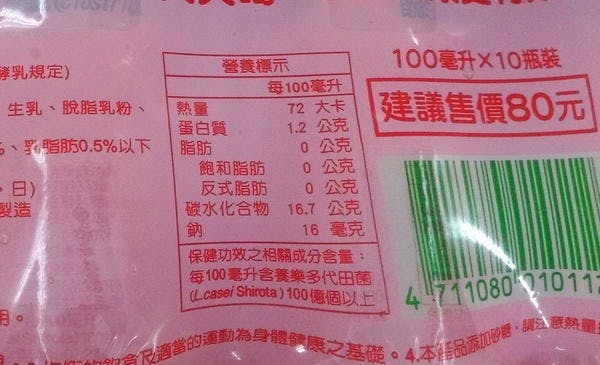 酵乳規定)
生乳、脫脂乳粉、
、乳脂肪0.5%以下
、日)
製造
用。
營養標示
每100毫升
熱量 72 大卡
蛋白質 1.2 公克
脂肪 0 公克
飽和脂肪 0 公克
反式脂肪 0 公克
碳水化合物 16.7 公克
鈉 16 毫克
保健功效之相關成分含量：
每100毫升含養樂多代田菌
(L.casei Shirota)100億個以上
100毫升×10瓶裝
建議售價80元
4 711080 01011
的飲食及適當的運動為身體健康之基礎。4.本產品添加砂糖，請注意熱量